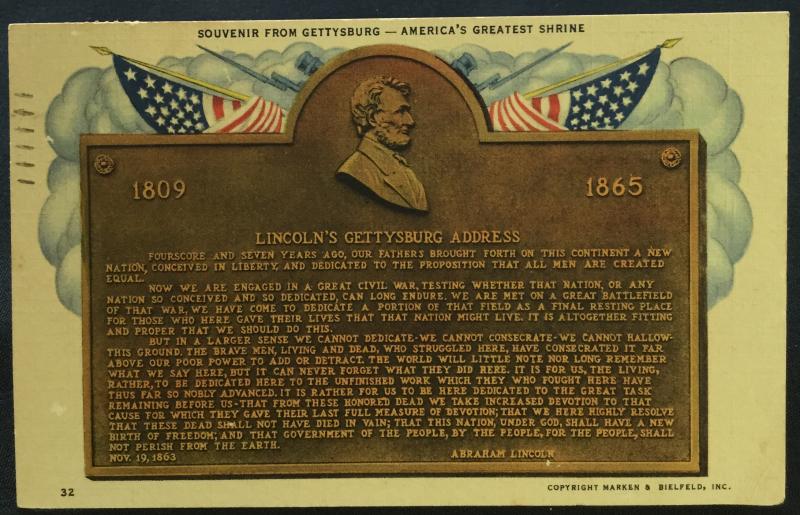 SOUVENIR FROM GETTYSBURG — AMERICA'S GREATEST SHRINE
1809
1865
LINCOLN'S GETTYSBURG ADDRESS
FOURSCORE AND SEVEN YEARS AGO, OUR FATHERS BROUGHT FORTH ON THIS CONTINENT A NEW
NATION, CONCEIVED IN LIBERTY, AND DEDICATED TO THE PROPOSITION THAT ALL MEN ARE CREATED
EQUAL.
NOW WE ARE ENGAGED IN A GREAT CIVIL WAR, TESTING WHETHER THAT NATION, OR ANY
NATION SO CONCEIVED AND SO DEDICATED, CAN LONG ENDURE. WE ARE MET ON A GREAT BATTLEFIELD
OF THAT WAR. WE HAVE COME TO DEDICATE A PORTION OF THAT FIELD AS A FINAL RESTING PLACE
FOR THOSE WHO HERE GAVE THEIR LIVES THAT THAT NATION MIGHT LIVE. IT IS ALTOGETHER FITTING
AND PROPER THAT WE SHOULD DO THIS.
BUT IN A LARGER SENSE WE CANNOT DEDICATE-WE CANNOT CONSECRATE-WE CANNOT HALLOW-
THIS GROUND. THE BRAVE MEN, LIVING AND DEAD, WHO STRUGGLED HERE, HAVE CONSECRATED IT FAR
ABOVE OUR POOR POWER TO ADD OR DETRACT. THE WORLD WILL LITTLE NOTE NOR LONG REMEMBER
WHAT WE SAY HERE, BUT IT CAN NEVER FORGET WHAT THEY DID HERE. IT IS FOR US, THE LIVING,
RATHER, TO BE DEDICATED HERE TO THE UNFINISHED WORK WHICH THEY WHO FOUGHT HERE HAVE
THUS FAR SO NOBLY ADVANCED. IT IS RATHER FOR US TO BE HERE DEDICATED TO THE GREAT TASK
REMAINING BEFORE US-THAT FROM THESE HONORED DEAD WE TAKE INCREASED DEVOTION TO THAT
CAUSE FOR WHICH THEY GAVE THEIR LAST FULL MEASURE OF DEVOTION; THAT WE HERE HIGHLY RESOLVE
THAT THESE DEAD SHALL NOT HAVE DIED IN VAIN; THAT THIS NATION, UNDER GOD, SHALL HAVE A NEW
BIRTH OF FREEDOM; AND THAT GOVERNMENT OF THE PEOPLE, BY THE PEOPLE, FOR THE PEOPLE, SHALL
NOT PERISH FROM THE EARTH.
NOV. 19, 1863
ABRAHAM LINCOLN
32
COPYRIGHT MARKEN & BIELFELD, INC.